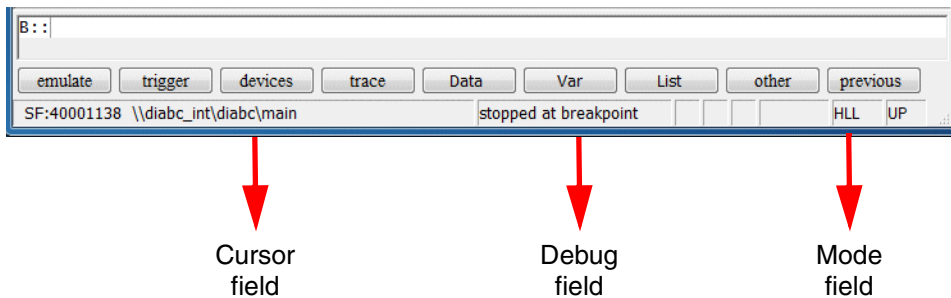 B::
emulate trigger devices trace Data Var List other previous
SF:40001138 \\diabc_int\diabc\main stopped at breakpoint HLL UP
Cursor Debug Mode
field field field